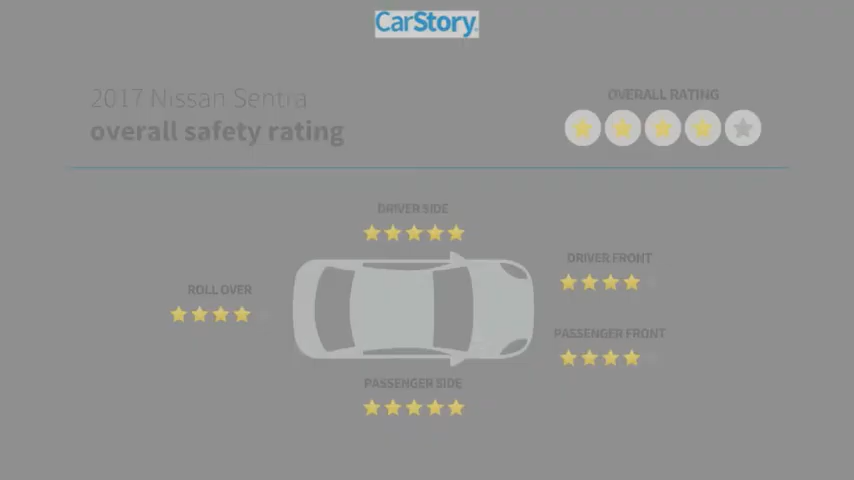 CarStory
2017 Nissan Sentra
overall safety rating
OVERALL RATING
DRIVER SIDE
DRIVER FRONT
ROLL OVER
PASSENGER FRONT
PASSENGER SIDE